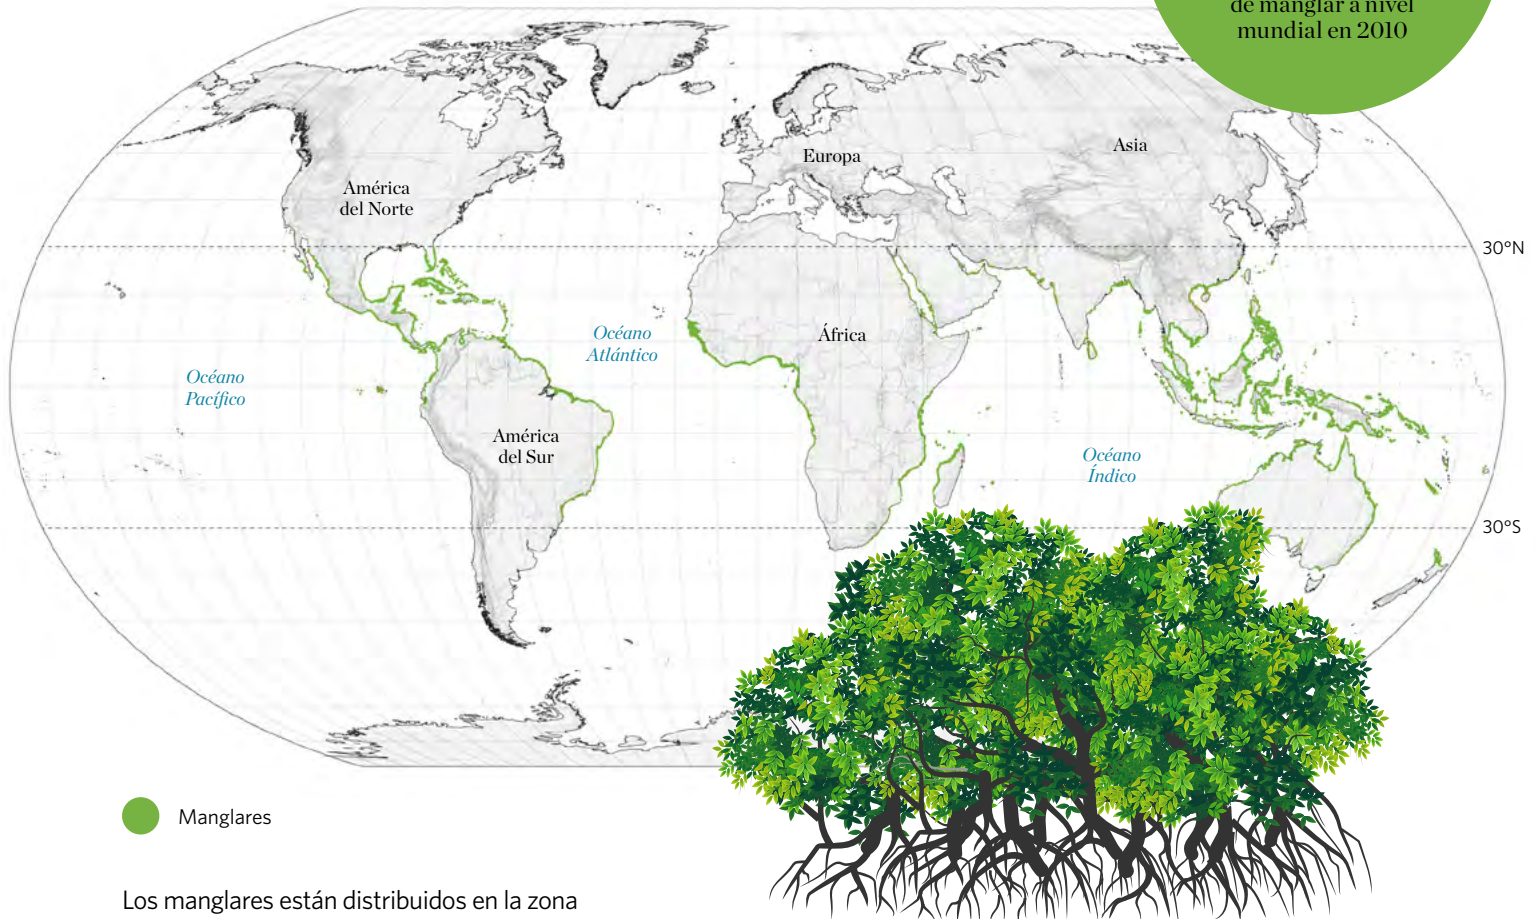 de manglar a nivel
mundial en 2010
Europa
Asia
América
del Norte
30°N
Océano
Atlántico
África
Océano
Pacífico
América
del Sur
Océano
Índico
30°S
Manglares
Los manglares están distribuidos en la zona